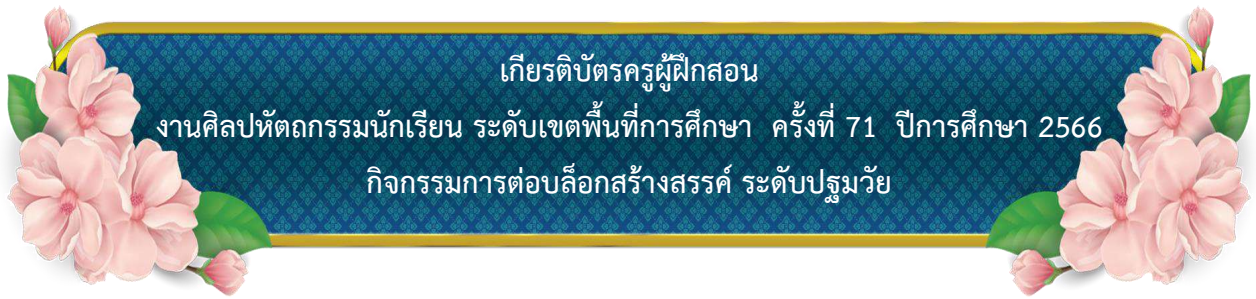 เกียรติบัตรครูผู้ฝึกสอน
งานศิลปหัตถกรรมนักเรียน ระดับเขตพื้นที่การศึกษา ครั้งที่ 71 ปีการศึกษา 2566
กิจกรรมการต่อบล็อกสร้างสรรค์ ระดับปฐมวัย